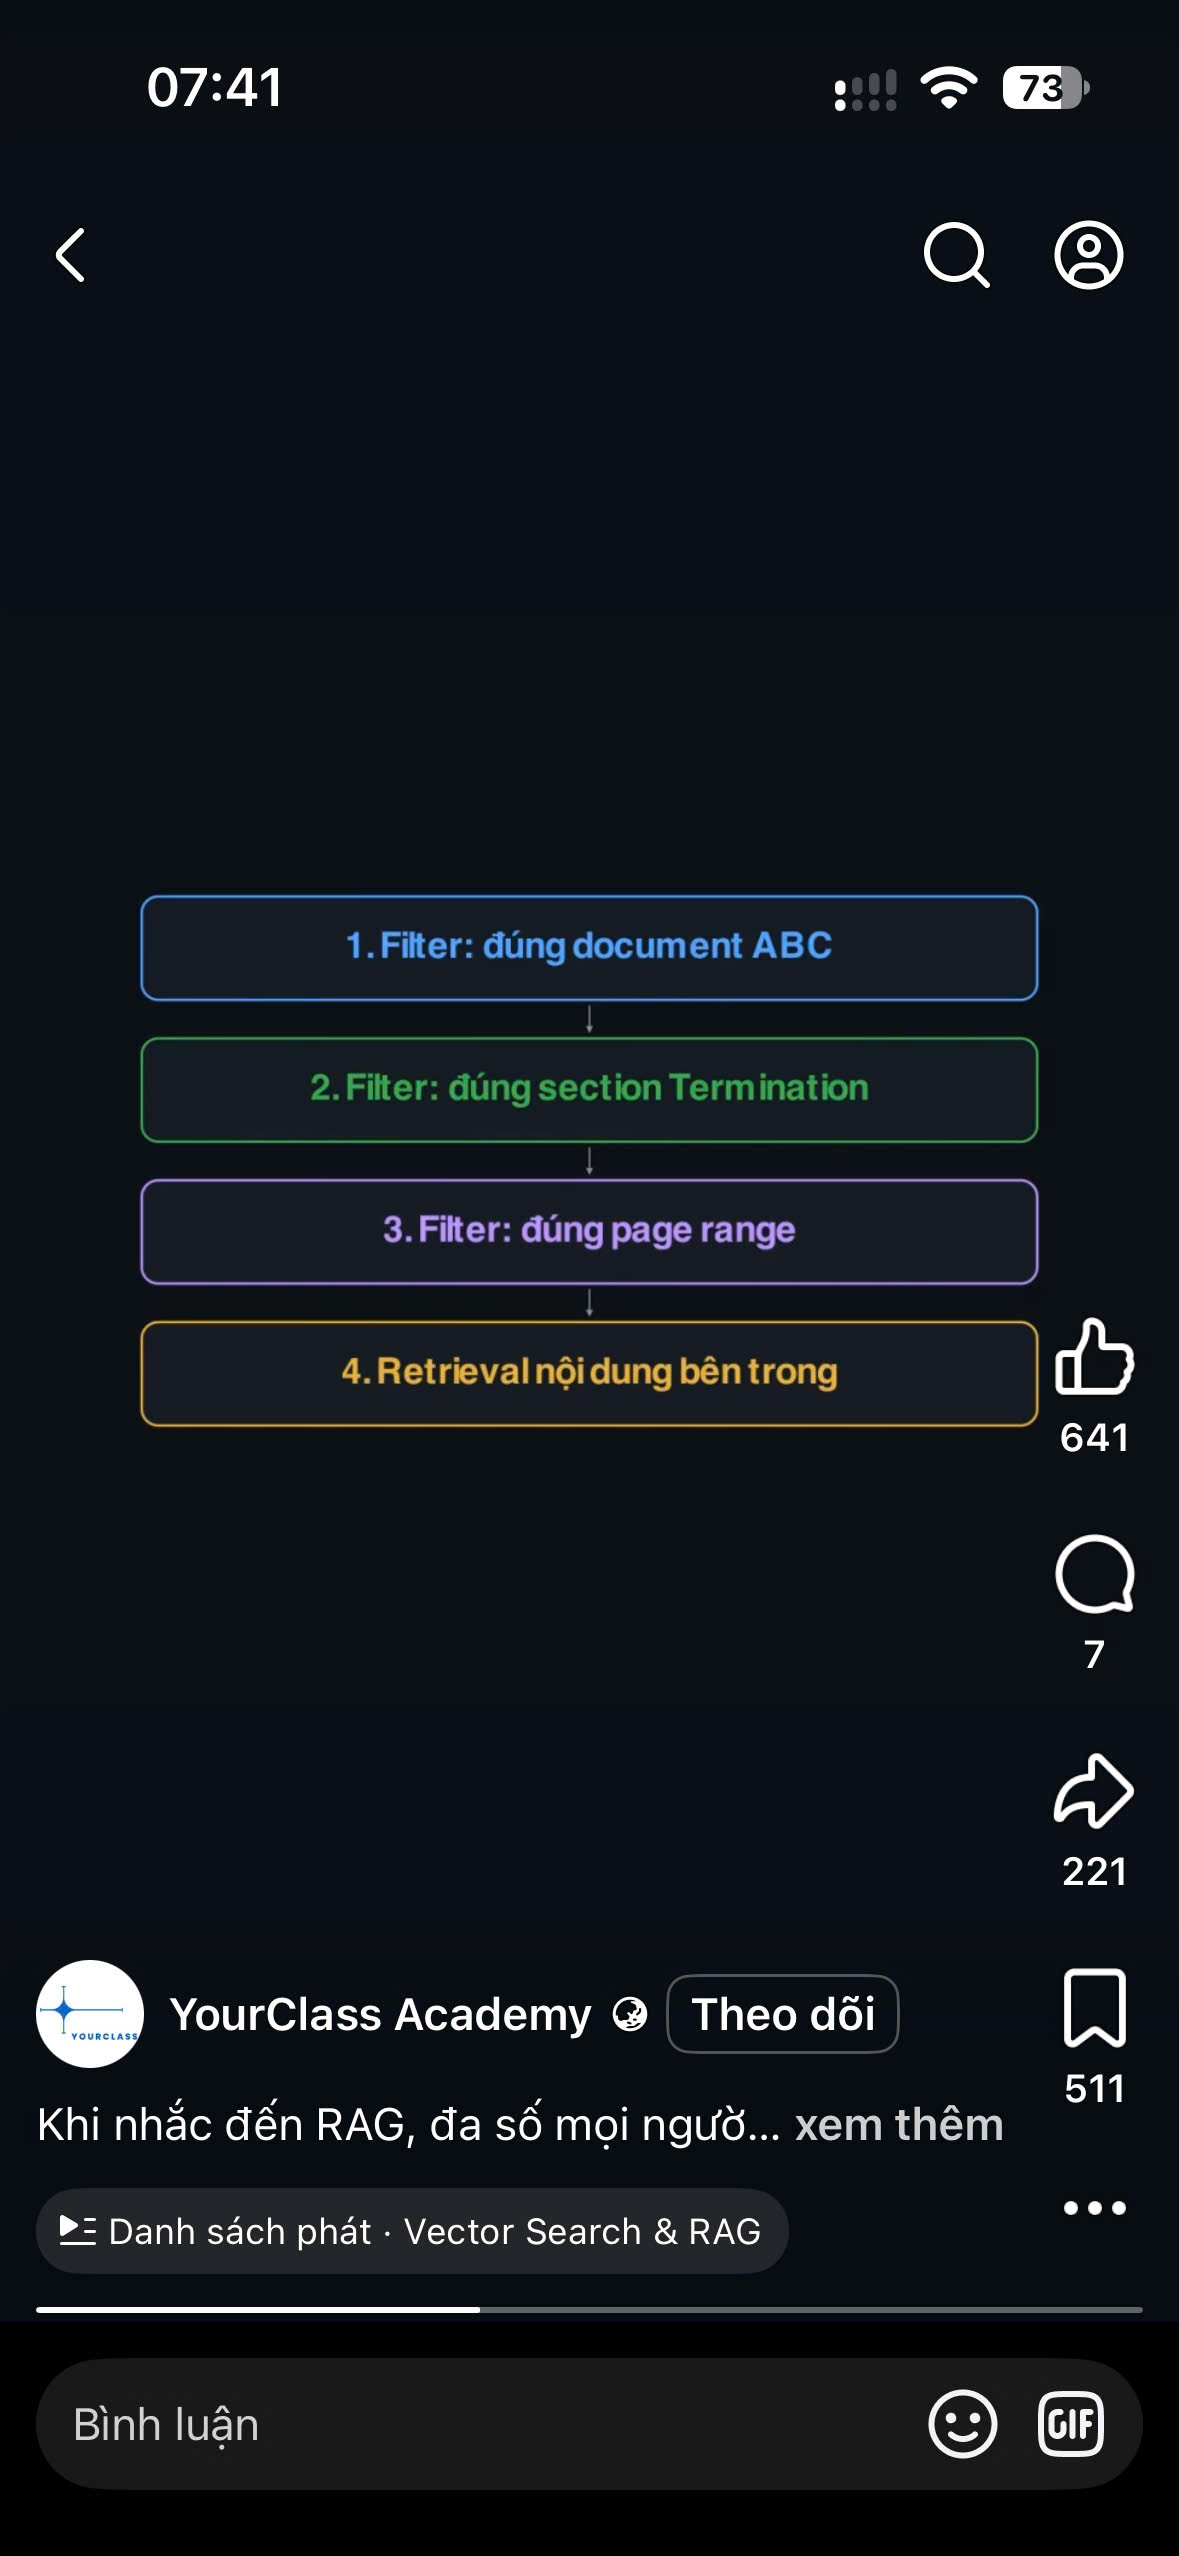 07:41
73
1. Filter: đúng document ABC
2. Filter: đúng section Termination
3. Filter: đúng page range
4. Retrieval nội dung bên trong
641
7
221
YOURCLASS
YourClass Academy
Theo dõi
511
Khi nhắc đến RAG, đa số mọi ngườ... xem thêm
Danh sách phát · Vector Search & RAG
Bình luận
GIF